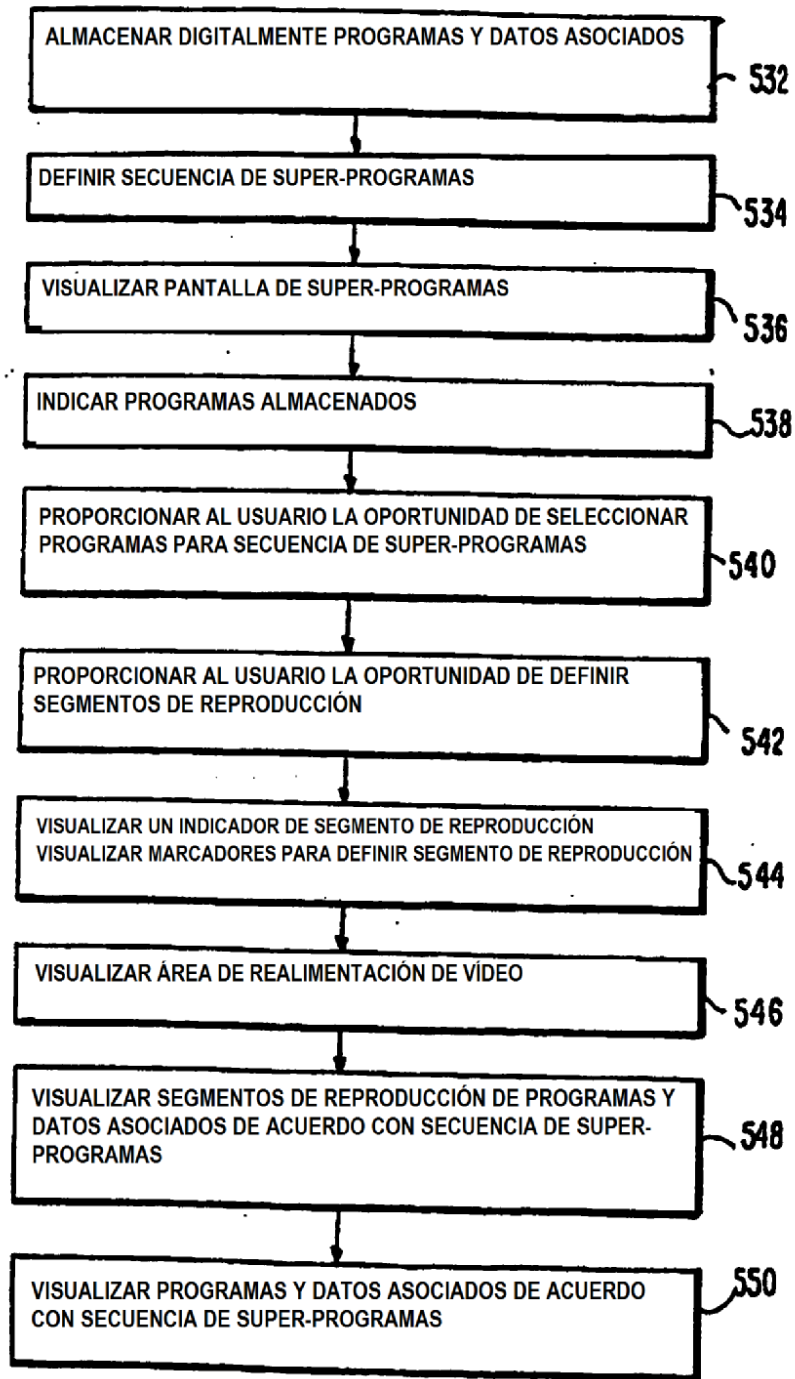 ALMACENAR DIGITALMENTE PROGRAMAS Y DATOS ASOCIADOS
532
DEFINIR SECUENCIA DE SUPER-PROGRAMAS
534
VISUALIZAR PANTALLA DE SUPER-PROGRAMAS
536
INDICAR PROGRAMAS ALMACENADOS
538
PROPORCIONAR AL USUARIO LA OPORTUNIDAD DE SELECCIONAR
PROGRAMAS PARA SECUENCIA DE SUPER-PROGRAMAS
540
PROPORCIONAR AL USUARIO LA OPORTUNIDAD DE DEFINIR
SEGMENTOS DE REPRODUCCIÓN
542
VISUALIZAR UN INDICADOR DE SEGMENTO DE REPRODUCCIÓN
VISUALIZAR MARCADORES PARA DEFINIR SEGMENTO DE REPRODUCCIÓN
544
VISUALIZAR ÁREA DE REALIMENTACIÓN DE VÍDEO
546
VISUALIZAR SEGMENTOS DE REPRODUCCIÓN DE PROGRAMAS Y
DATOS ASOCIADOS DE ACUERDO CON SECUENCIA DE SUPER-
PROGRAMAS
548
VISUALIZAR PROGRAMAS Y DATOS ASOCIADOS DE ACUERDO
CON SECUENCIA DE SUPER-PROGRAMAS
550